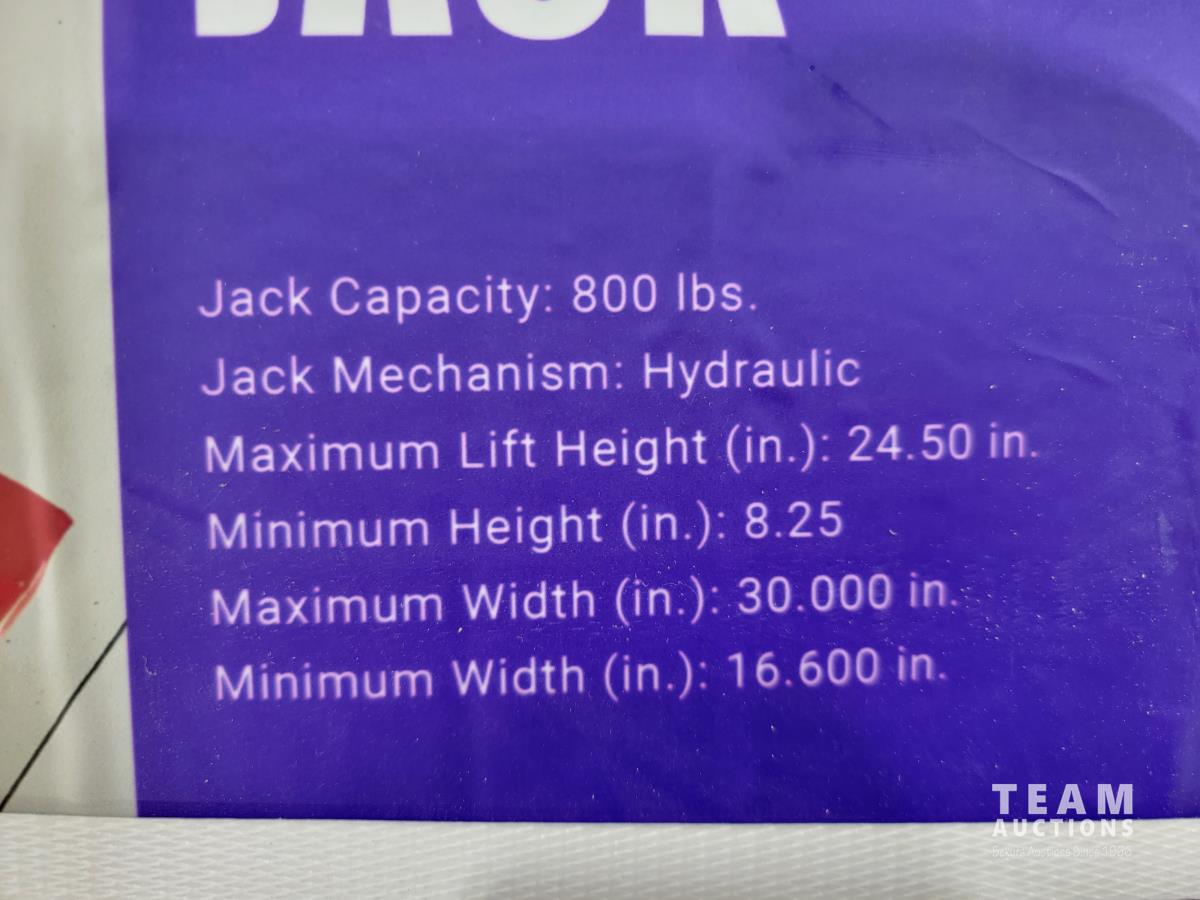 JACK
Jack Capacity: 800 lbs.
Jack Mechanism: Hydraulic
Maximum Lift Height (in.): 24.50 in.
Minimum Height (in.): 8.25
Maximum Width (in.): 30.000 in.
Minimum Width (in.): 16.600 in.
TEAM
AUCTIONS